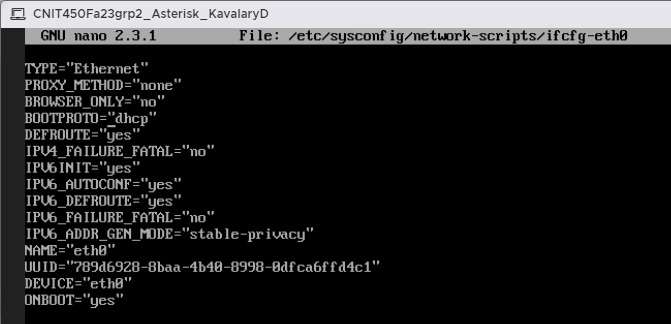 CNIT450Fa23grp2_Asterisk_KavalaryD
GNU nano 2.3.1 File: /etc/sysconfig/network-scripts/ifcfg-eth0
TYPE="Ethernet"
PROXY_METHOD="none"
BROWSER_ONLY="no"
BOOTPROTO="dhcp"
DEFROUTE="yes"
IPV4_FAILURE_FATAL="no"
IPV6INIT="yes"
IPV6_AUTOCONF="yes"
IPV6_DEFROUTE="yes"
IPV6_FAILURE_FATAL="no"
IPV6_ADDR_GEN_MODE="stable-privacy"
NAME="eth0"
UUID="789d6928-8baa-4b40-8998-0dfca6ffd4c1"
DEVICE="eth0"
ONBOOT="yes"